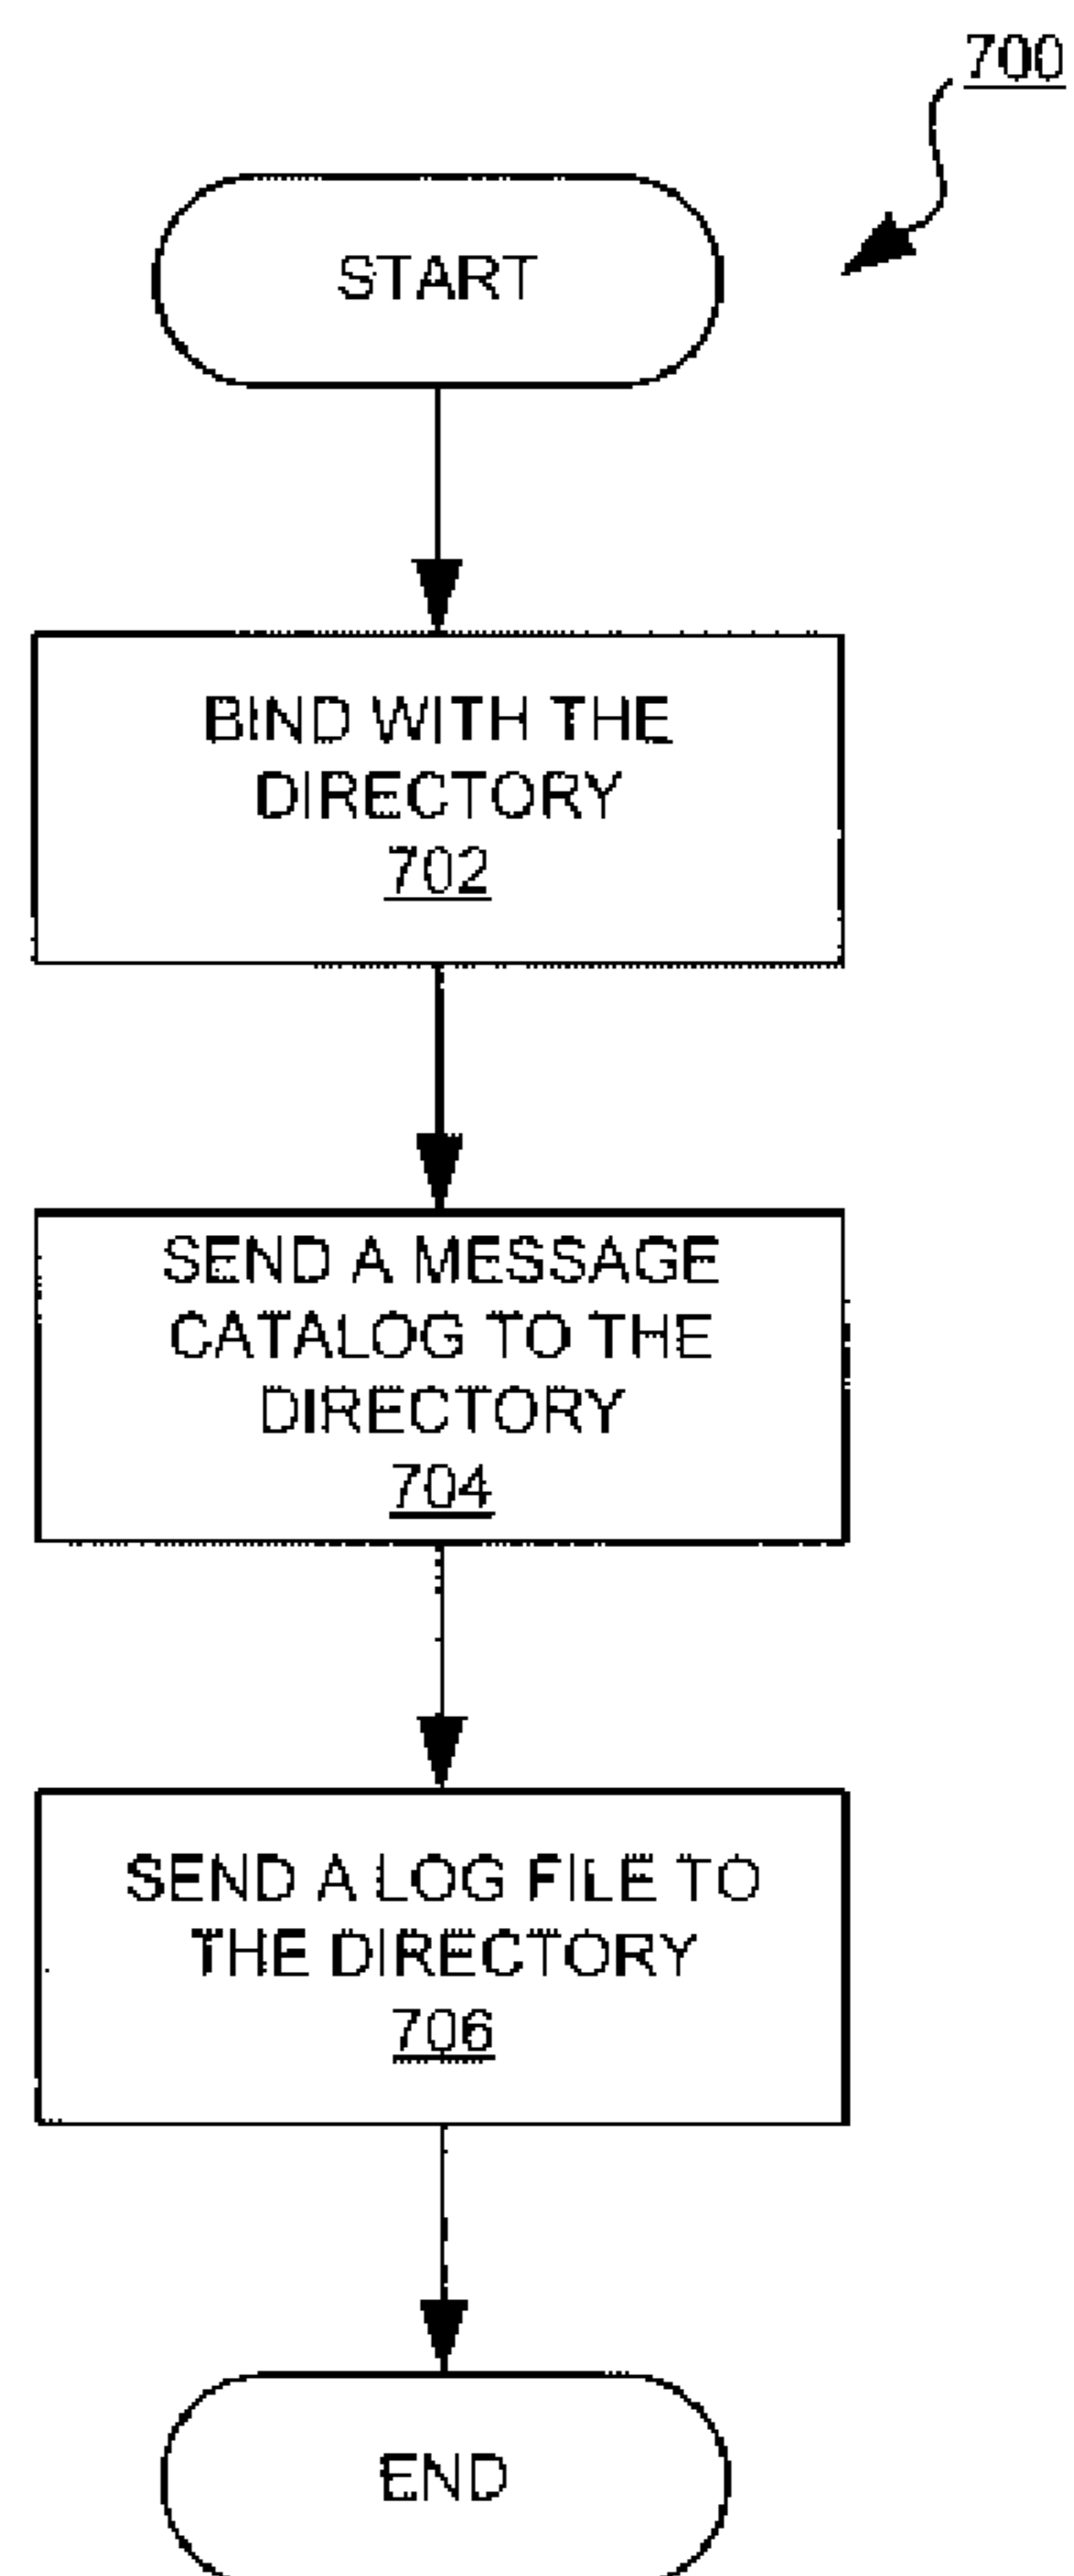 700
START
BIND WITH THE
DIRECTORY
702
SEND A MESSAGE
CATALOG TO THE
DIRECTORY
704
SEND A LOG FILE TO
THE DIRECTORY
706
END